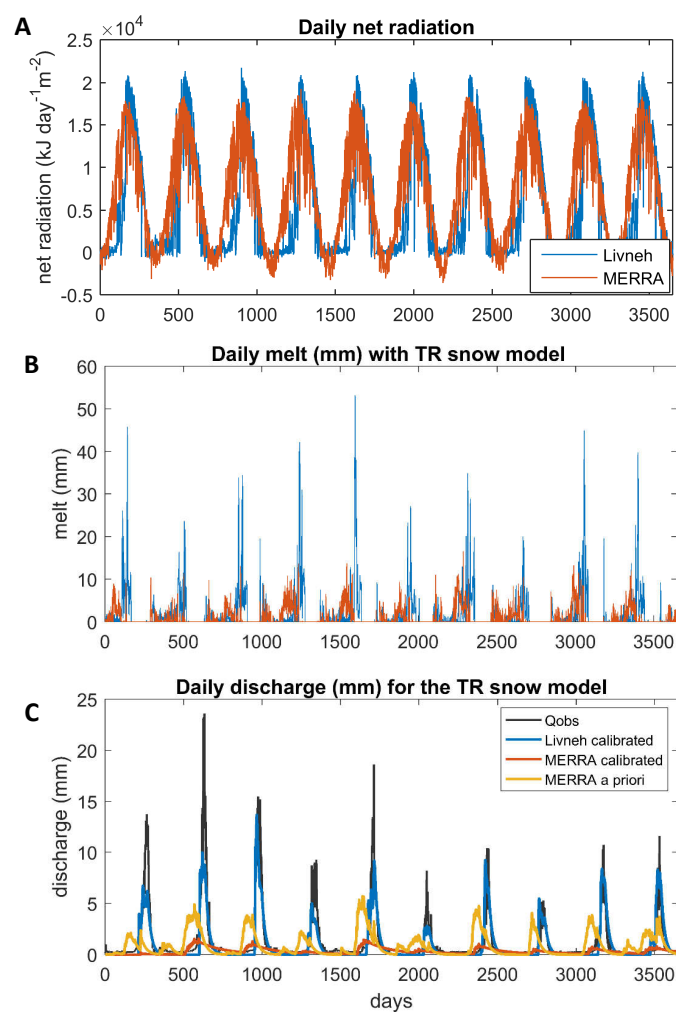 A
Daily net radiation
×10⁴
net radiation (kJ day⁻¹m⁻²)
2.5
2
1.5
1
0.5
0
-0.5
0 500 1000 1500 2000 2500 3000 3500
Livneh
MERRA
B
Daily melt (mm) with TR snow model
melt (mm)
60
50
40
30
20
10
0
0 500 1000 1500 2000 2500 3000 3500
C
Daily discharge (mm) for the TR snow model
discharge (mm)
25
20
15
10
5
0
Qobs
Livneh calibrated
MERRA calibrated
MERRA a priori
0 500 1000 1500 2000 2500 3000 3500
days